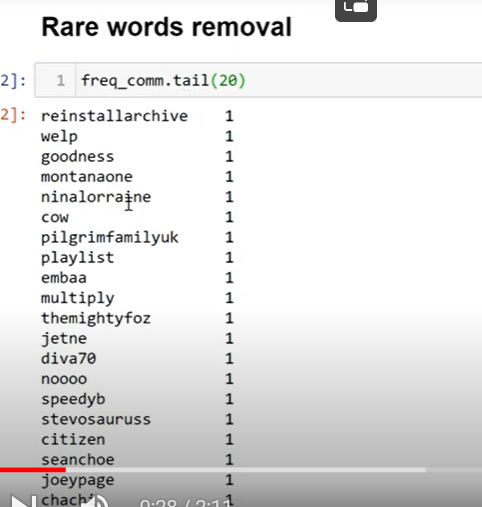 Rare words removal
2]: 1 freq_comm.tail(20)
2]: reinstallarchive 1
welp 1
goodness 1
montanaone 1
ninalorraine 1
cow 1
pilgrimfamilyuk 1
playlist 1
embaa 1
multiply 1
themightyfoz 1
jetne 1
diva70 1
noooo 1
speedyb 1
stevosauruss 1
citizen 1
seanchoe 1
joeypage 1
1
0:28 / 2:11